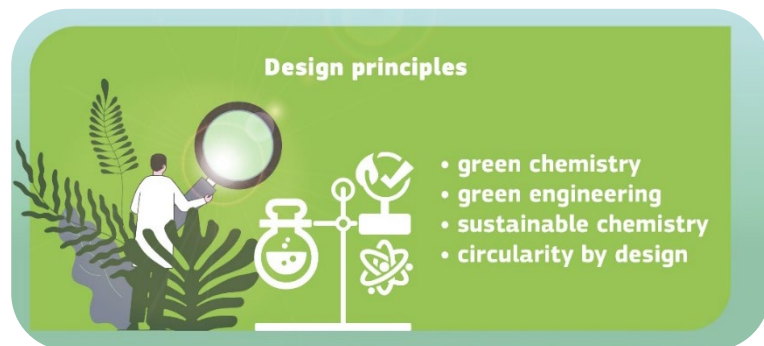 Design principles
• green chemistry
• green engineering
• sustainable chemistry
• circularity by design